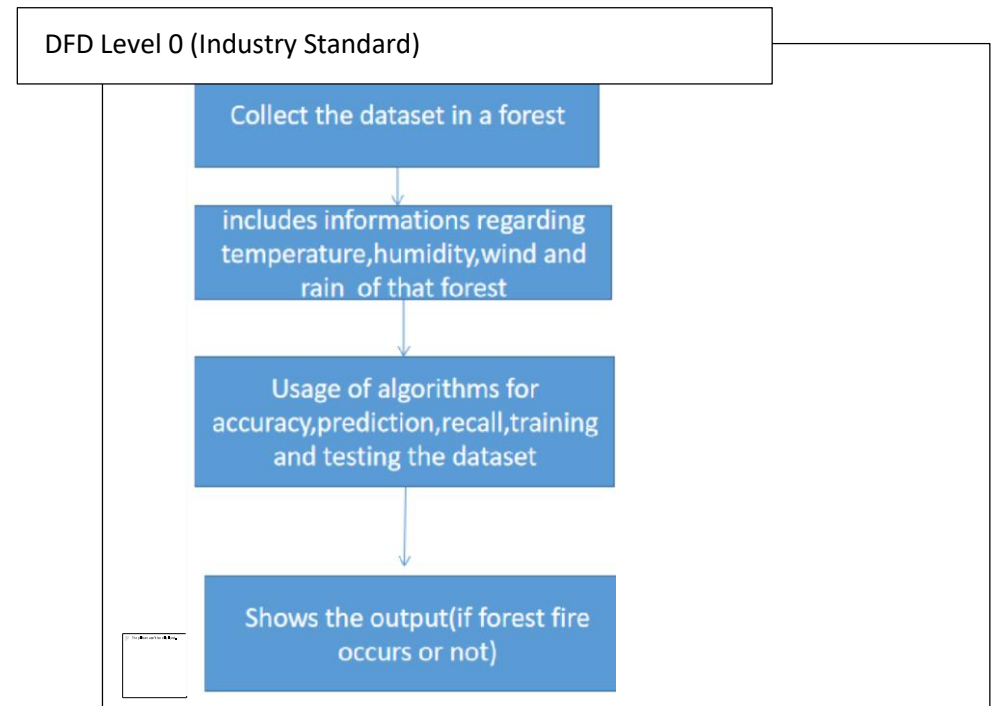 DFD Level 0 (Industry Standard)
Collect the dataset in a forest
includes informations regarding
temperature,humidity,wind and
rain of that forest
Usage of algorithms for
accuracy,prediction,recall,training
and testing the dataset
Shows the output(if forest fire
occurs or not)